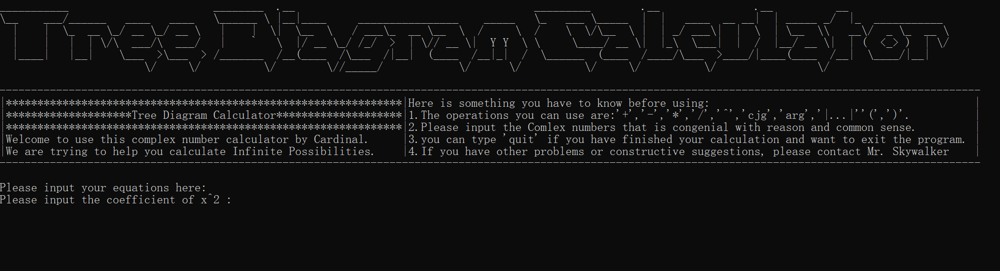 Tree Diagram Calculator
|***************************************************************|Here is something you have to know before using:|
|********************Tree Diagram Calculator********************|1.The operations you can use are:'+','-','*','/','^','cjg','arg','|...|''(',')'.|
|***************************************************************|2.Please input the Comlex numbers that is congenial with reason and common sense.|
|Welcome to use this complex number calculator by Cardinal.|3.you can type 'quit' if you have finished your calculation and want to exit the program.|
|We are trying to help you calculate Infinite Possibilities.|4.If you have other problems or constructive suggestions, please contact Mr. Skywalker|
Please input your equations here:
Please input the coefficient of x^2 :